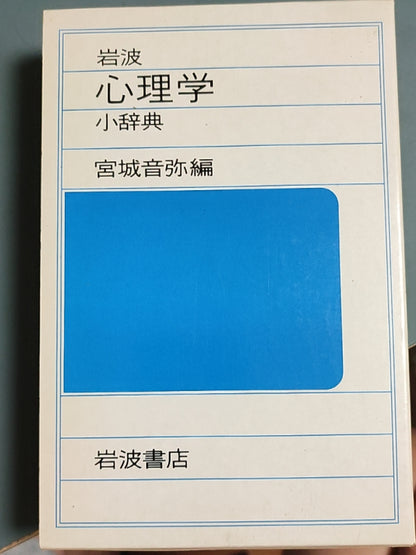 岩波
心理学
小辞典
宮城音弥編
岩波書店